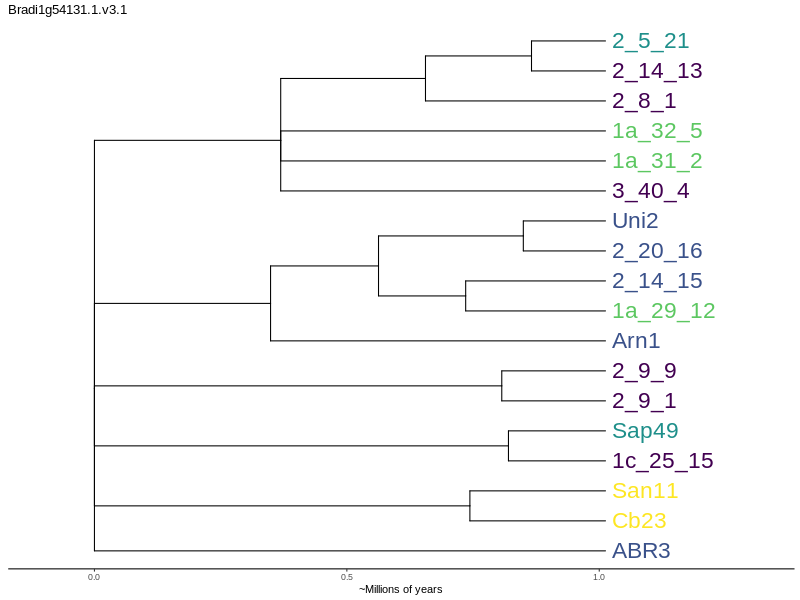 Bradi1g54131.1.v3.1
2_5_21
2_14_13
2_8_1
1a_32_5
1a_31_2
3_40_4
Uni2
2_20_16
2_14_15
1a_29_12
Arn1
2_9_9
2_9_1
Sap49
1c_25_15
San11
Cb23
ABR3
0.0 0.5 1.0
~Millions of years